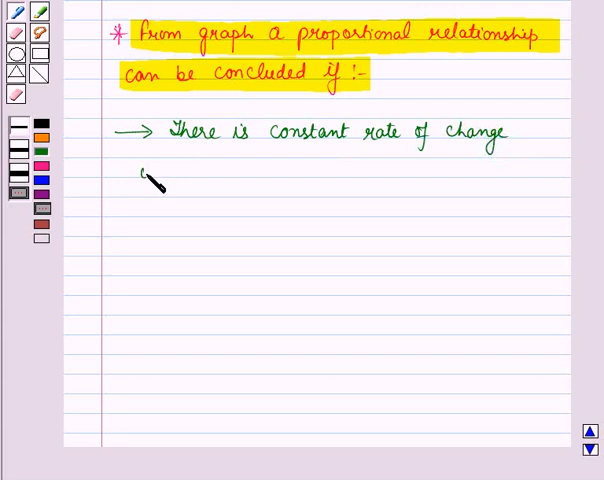 * From graph a proportional relationship
can be concluded if :-
→ There is constant rate of change